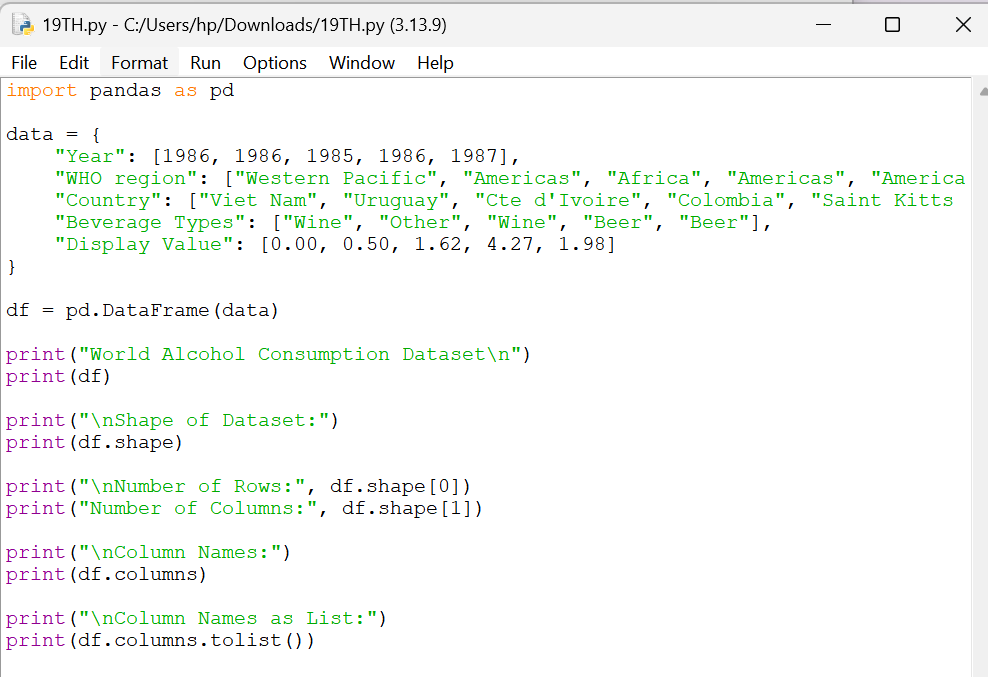 19TH.py - C:/Users/hp/Downloads/19TH.py (3.13.9)
File Edit Format Run Options Window Help
import pandas as pd

data = {
    "Year": [1986, 1986, 1985, 1986, 1987],
    "WHO region": ["Western Pacific", "Americas", "Africa", "Americas", "America
    "Country": ["Viet Nam", "Uruguay", "Cte d'Ivoire", "Colombia", "Saint Kitts
    "Beverage Types": ["Wine", "Other", "Wine", "Beer", "Beer"],
    "Display Value": [0.00, 0.50, 1.62, 4.27, 1.98]
}

df = pd.DataFrame(data)

print("World Alcohol Consumption Dataset\n")
print(df)

print("\nShape of Dataset:")
print(df.shape)

print("\nNumber of Rows:", df.shape[0])
print("Number of Columns:", df.shape[1])

print("\nColumn Names:")
print(df.columns)

print("\nColumn Names as List:")
print(df.columns.tolist())